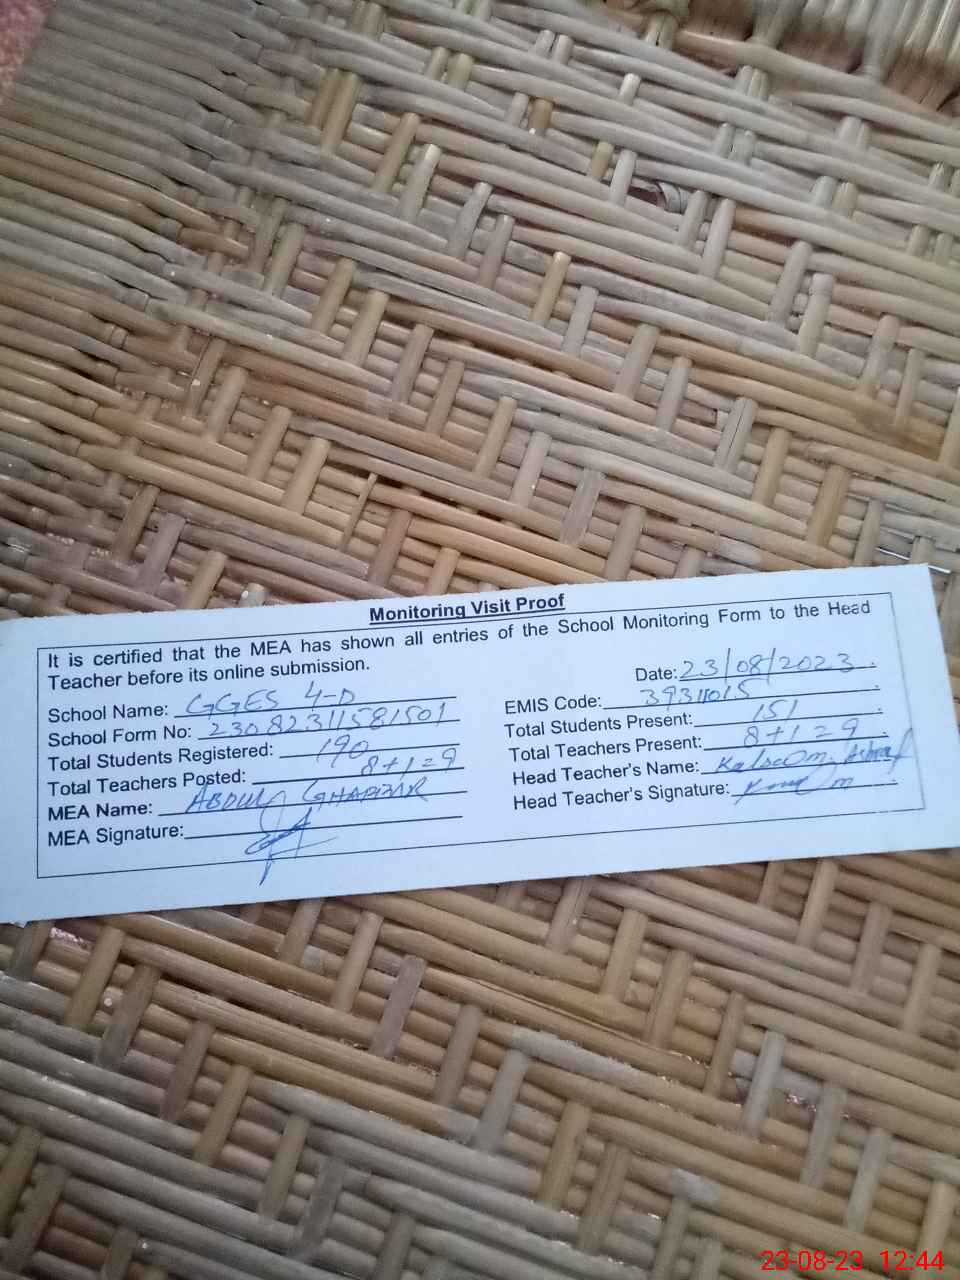 Monitoring Visit Proof
It is certified that the MEA has shown all entries of the School Monitoring Form to the Head
Teacher before its online submission.
Date: 23/08/2023.
School Name: GGES 4-D
EMIS Code: 39311015
School Form No: 23082311581501
Total Students Present: 151
Total Students Registered: 190
Total Teachers Present: 8+1=9
Total Teachers Posted: 8+1=9
Head Teacher's Name: Kalsoom Ashraf
MEA Name: ABDUL GHAFFAR
Head Teacher's Signature:
MEA Signature:
23-08-23 12:44